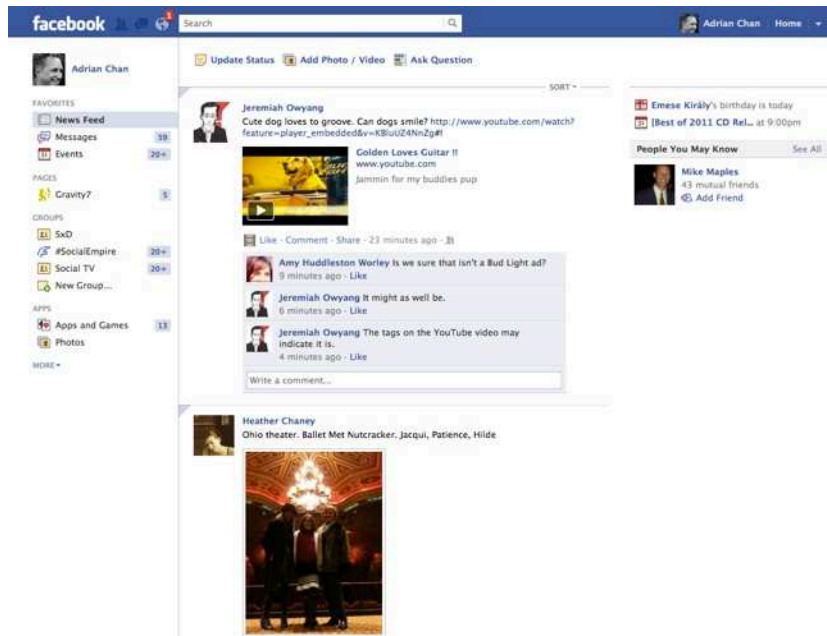 facebook
1
Search
Adrian Chan
Home
Adrian Chan
FAVORITES
News Feed
Messages 59
Events 20+
PAGES
Gravity7 5
GROUPS
SxD
#SocialEmpire 20+
Social TV 20+
New Group...
APPS
Apps and Games 13
Photos
MORE
Update Status Add Photo / Video Ask Question
SORT
Jeremiah Owyang
Cute dog loves to groove. Can dogs smile? http://www.youtube.com/watch?
feature=player_embedded&v=KBluUZ4NnZg#!
Golden Loves Guitar !!
www.youtube.com
Jammin for my buddies pup
Like · Comment · Share · 23 minutes ago ·
Amy Huddleston Worley Is we sure that isn't a Bud Light ad?
9 minutes ago · Like
Jeremiah Owyang It might as well be.
6 minutes ago · Like
Jeremiah Owyang The tags on the YouTube video may
indicate it is.
4 minutes ago · Like
Write a comment...
Heather Chaney
Ohio theater. Ballet Met Nutcracker. Jacqui, Patience, Hilde
Emese Király's birthday is today
[Best of 2011 CD Rel... at 9:00pm
People You May Know See All
Mike Maples
43 mutual friends
Add Friend